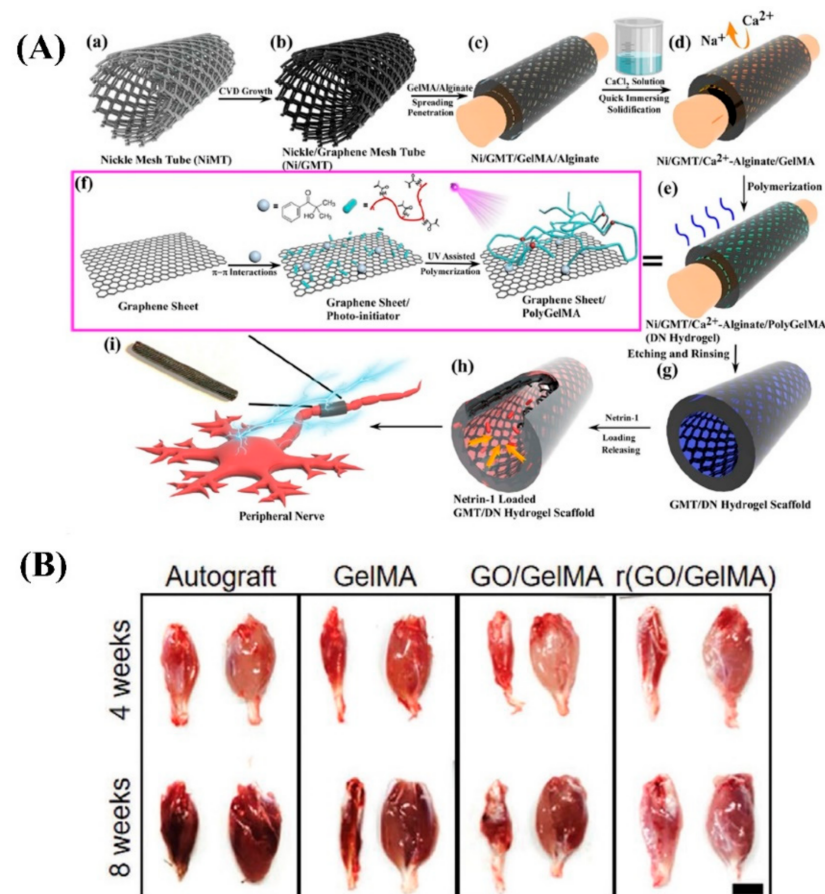 (A)
(a)
Nickle Mesh Tube (NiMT)
CVD Growth
(b)
Nickle/Graphene Mesh Tube
(Ni/GMT)
GelMA/Alginate
Spreading
Penetration
(c)
Ni/GMT/GelMA/Alginate
CaCl₂ Solution
Quick Immersing
Solidification
(d)
Na⁺
Ca²⁺
Ni/GMT/Ca²⁺-Alginate/GelMA
Polymerization
(e)
Ni/GMT/Ca²⁺-Alginate/PolyGelMA
(DN Hydrogel)
Etching and Rinsing
(f)
Graphene Sheet
π-π Interactions
Graphene Sheet/
Photo-initiator
UV Assisted
Polymerization
Graphene Sheet/
PolyGelMA
=
(g)
GMT/DN Hydrogel Scaffold
Netrin-1
Loading
Releasing
(h)
Netrin-1 Loaded
GMT/DN Hydrogel Scaffold
(i)
Peripheral Nerve
(B)
Autograft GelMA GO/GelMA r(GO/GelMA)
4 weeks
8 weeks